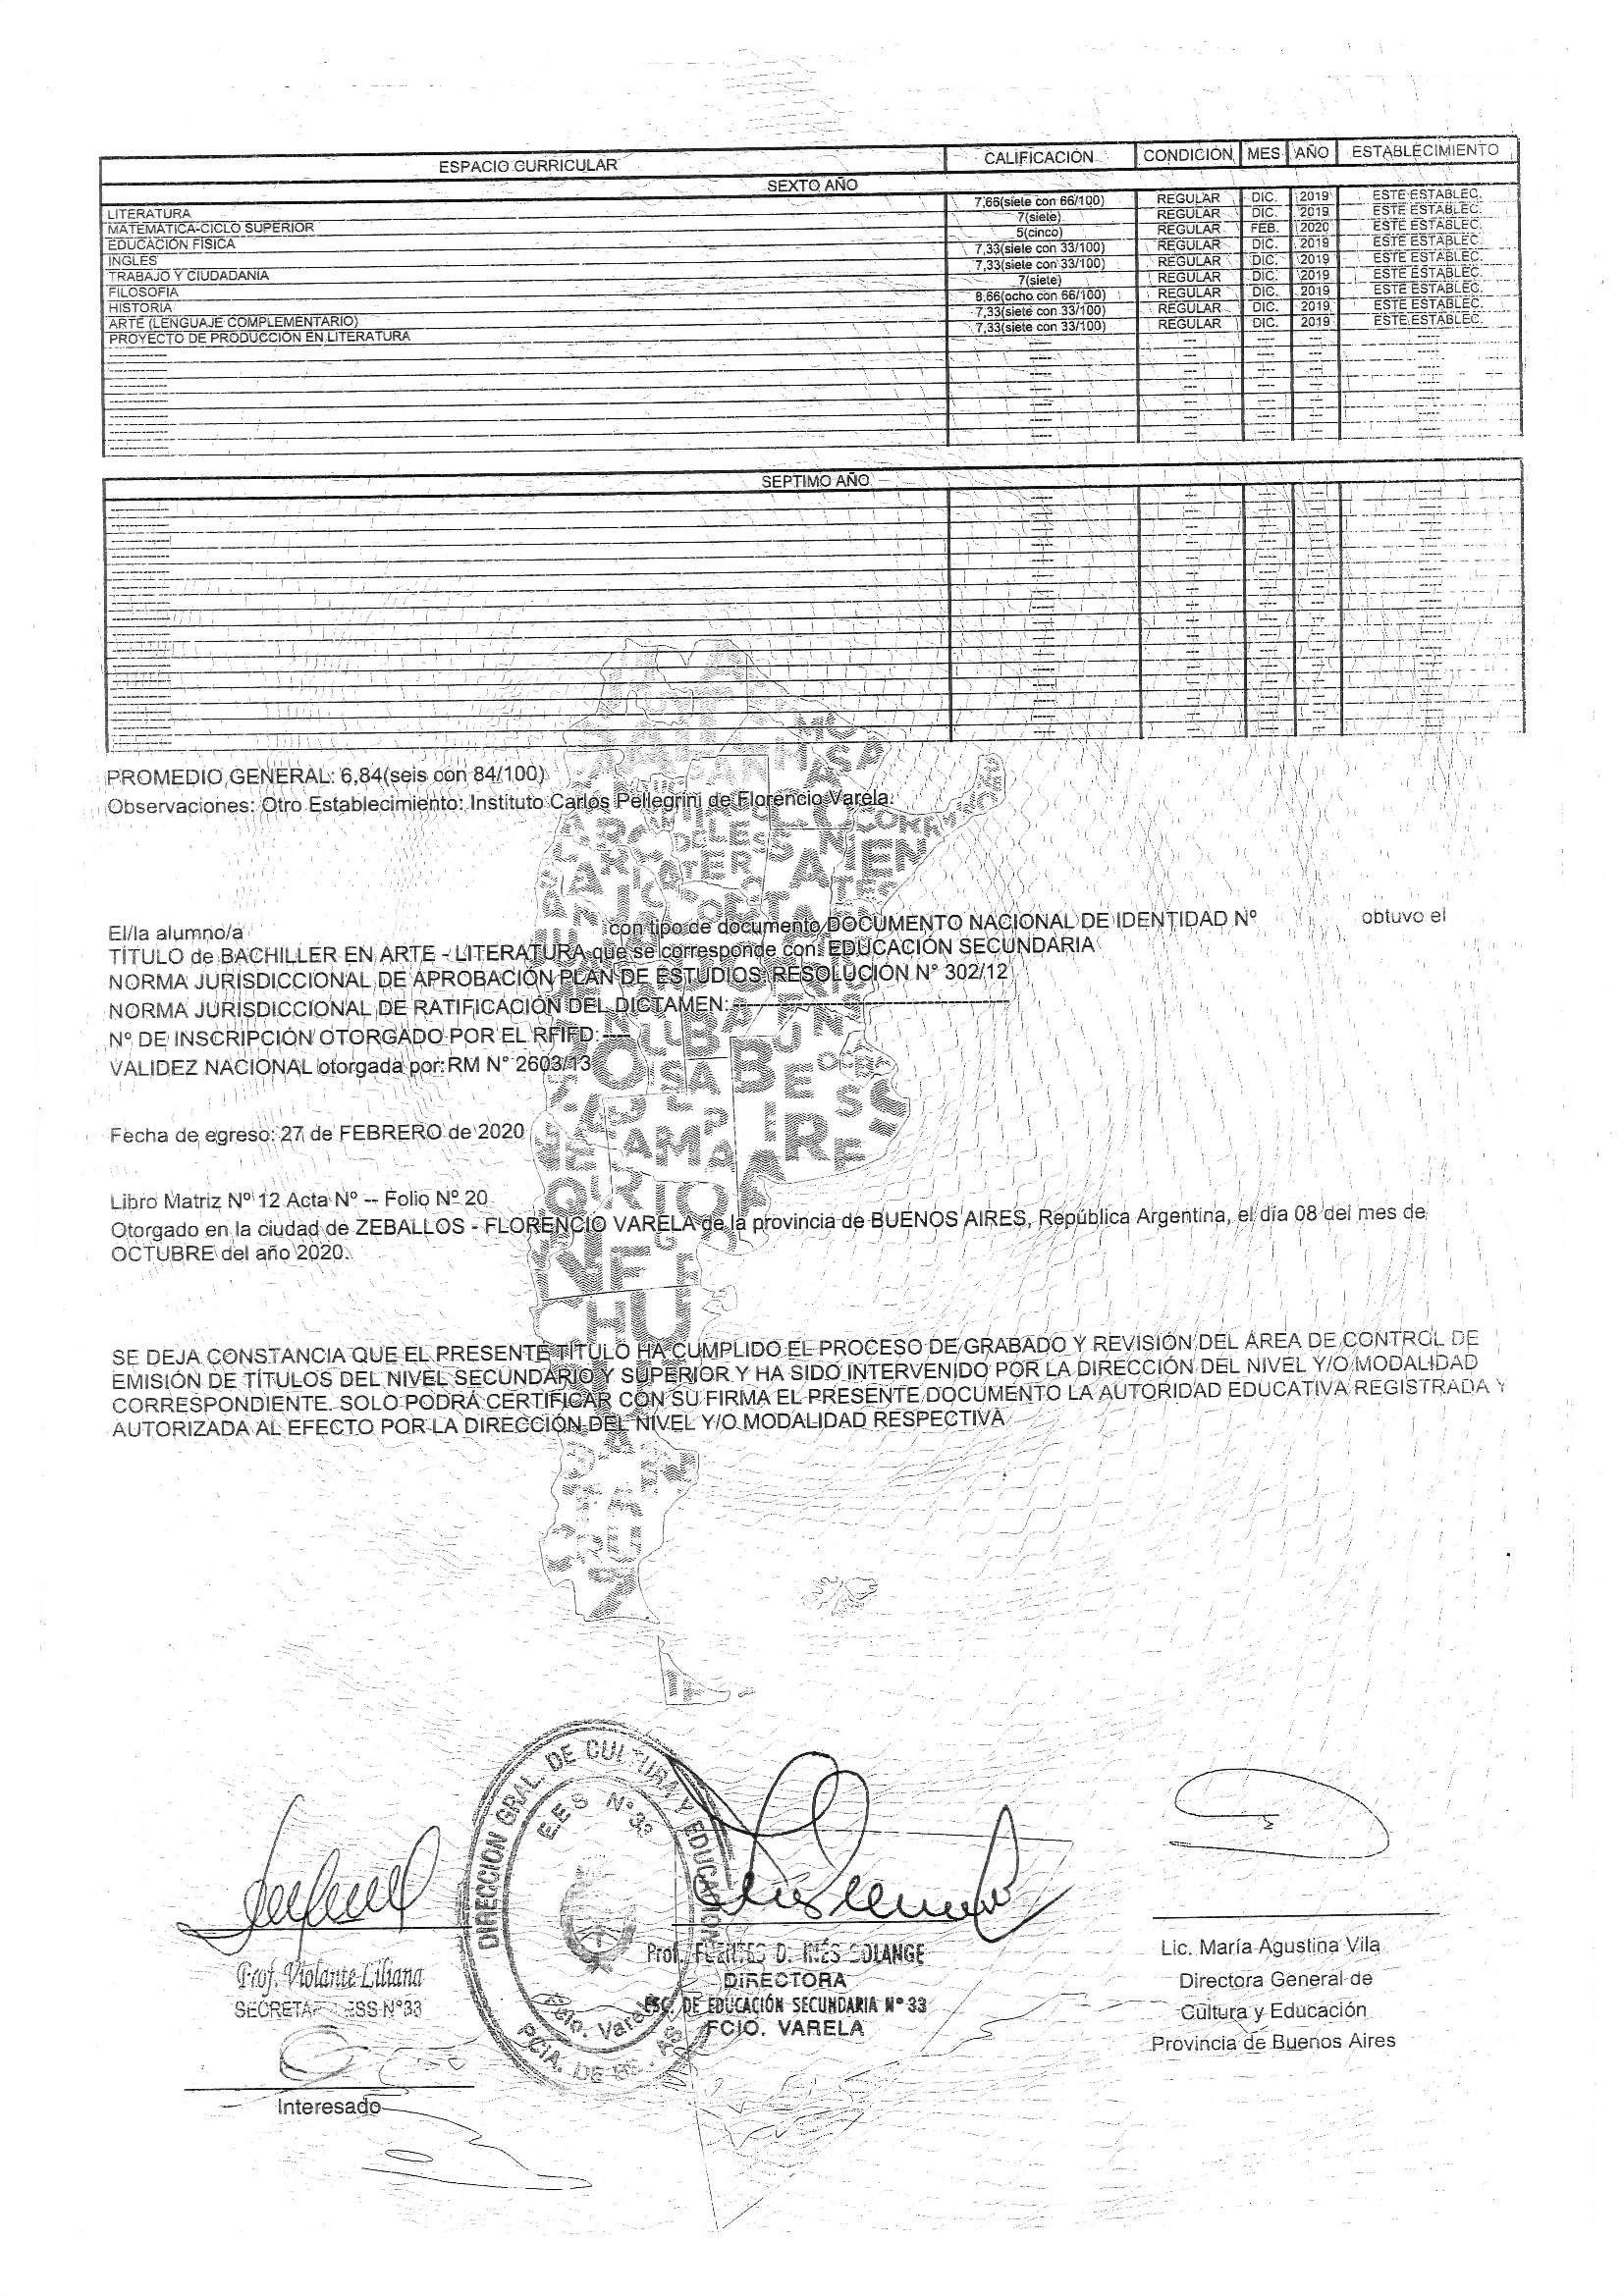 ESPACIO CURRICULAR CALIFICACIÓN CONDICIÓN MES AÑO ESTABLECIMIENTO
SEXTO AÑO
LITERATURA 7,66(siete con 66/100) REGULAR DIC. 2019 ESTE ESTABLEC.
MATEMÁTICA-CICLO SUPERIOR 7(siete) REGULAR DIC. 2019 ESTE ESTABLEC.
EDUCACIÓN FÍSICA 5(cinco) REGULAR FEB. 2020 ESTE ESTABLEC.
INGLÉS 7,33(siete con 33/100) REGULAR DIC. 2019 ESTE ESTABLEC.
TRABAJO Y CIUDADANÍA 7,33(siete con 33/100) REGULAR DIC. 2019 ESTE ESTABLEC.
FILOSOFÍA 7(siete) REGULAR DIC. 2019 ESTE ESTABLEC.
HISTORIA 8,66(ocho con 66/100) REGULAR DIC. 2019 ESTE ESTABLEC.
ARTE (LENGUAJE COMPLEMENTARIO) 7,33(siete con 33/100) REGULAR DIC. 2019 ESTE ESTABLEC.
PROYECTO DE PRODUCCIÓN EN LITERATURA 7,33(siete con 33/100) REGULAR DIC. 2019 ESTE ESTABLEC.
SEPTIMO AÑO
PROMEDIO GENERAL: 6,84(seis con 84/100)
Observaciones: Otro Establecimiento: Instituto Carlos Pellegrini de Florencio Varela.
El/la alumno/a con tipo de documento DOCUMENTO NACIONAL DE IDENTIDAD Nº obtuvo el
TÍTULO de BACHILLER EN ARTE - LITERATURA que se corresponde con: EDUCACIÓN SECUNDARIA
NORMA JURISDICCIONAL DE APROBACIÓN PLAN DE ESTUDIOS: RESOLUCIÓN N° 302/12
NORMA JURISDICCIONAL DE RATIFICACIÓN DEL DICTAMEN: ------------------------------
Nº DE INSCRIPCIÓN OTORGADO POR EL RFIFD: ----
VALIDEZ NACIONAL otorgada por: RM N° 2603/13
Fecha de egreso: 27 de FEBRERO de 2020
Libro Matriz Nº 12 Acta Nº -- Folio Nº 20
Otorgado en la ciudad de ZEBALLOS - FLORENCIO VARELA de la provincia de BUENOS AIRES, República Argentina, el día 08 del mes de
OCTUBRE del año 2020.
SE DEJA CONSTANCIA QUE EL PRESENTE TÍTULO HA CUMPLIDO EL PROCESO DE GRABADO Y REVISIÓN DEL ÁREA DE CONTROL DE
EMISIÓN DE TÍTULOS DEL NIVEL SECUNDARIO Y SUPERIOR Y HA SIDO INTERVENIDO POR LA DIRECCIÓN DEL NIVEL Y/O MODALIDAD
CORRESPONDIENTE. SOLO PODRÁ CERTIFICAR CON SU FIRMA EL PRESENTE DOCUMENTO LA AUTORIDAD EDUCATIVA REGISTRADA Y
AUTORIZADA AL EFECTO POR LA DIRECCIÓN DEL NIVEL Y/O MODALIDAD RESPECTIVA
DIRECCION GRAL. DE CULTURA Y EDUCACION
E.E.S Nº 33
Fcio. Varela
PCIA. DE BS. AS.
Prof. Violante Liliana
SECRETARIA ESS N°33
Interesado
Prof. FUENTES D. INÉS SOLANGE
DIRECTORA
ESC. DE EDUCACIÓN SECUNDARIA Nº 33
FCIO. VARELA
Lic. María Agustina Vila
Directora General de
Cultura y Educación
Provincia de Buenos Aires